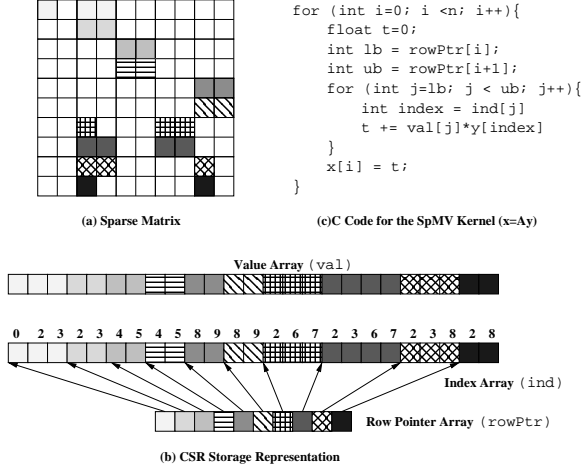 for (int i=0; i <n; i++){
float t=0;
int lb = rowPtr[i];
int ub = rowPtr[i+1];
for (int j=lb; j < ub; j++){
int index = ind[j]
t += val[j]*y[index]
}
x[i] = t;
}
(a) Sparse Matrix
(c)C Code for the SpMV Kernel (x=Ay)
Value Array (val)
0 2 3 2 3 4 5 4 5 8 9 8 9 2 6 7 2 3 6 7 2 3 8 2 8
Index Array (ind)
Row Pointer Array (rowPtr)
(b) CSR Storage Representation